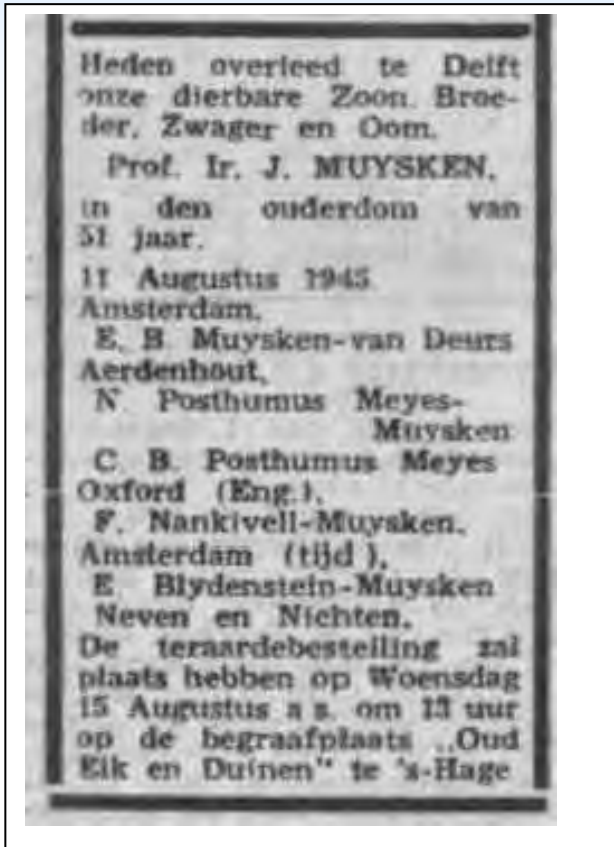 Heden overleed te Delft
onze dierbare Zoon, Broe-
der, Zwager en Oom,
Prof. Ir. J. MUYSKEN,
in den ouderdom van
51 jaar.
11 Augustus 1945
Amsterdam,
E. B. Muysken-van Deurs
Aerdenhout,
N Posthumus Meyes-
Muysken
C. B. Posthumus Meyes
Oxford (Eng.),
F. Nankivell-Muysken,
Amsterdam (tijd ),
E Blydenstein-Muysken
Neven en Nichten.
De teraardebestelling zal
plaats hebben op Woensdag
15 Augustus a s. om 13 uur
op de begraafplaats „Oud
Eik en Duinen" te 's-Hage